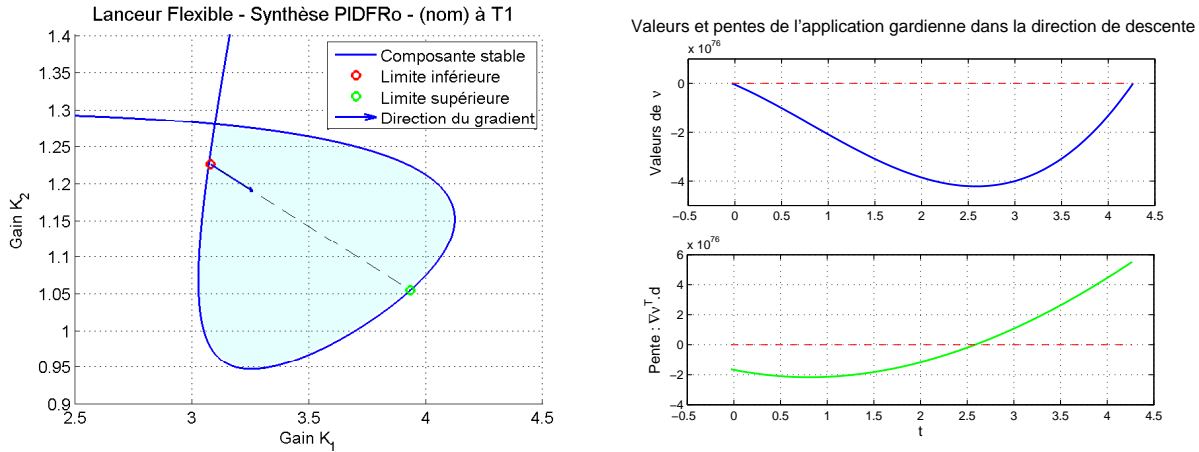 Lanceur Flexible - Synthèse PIDFRo - (nom) à T1
1.4
1.35
1.3
1.25
1.2
1.15
1.1
1.05
1
0.95
0.9
Gain K2
2.5 3 3.5 4 4.5
Gain K1
Composante stable
Limite inférieure
Limite supérieure
Direction du gradient
Valeurs et pentes de l'application gardienne dans la direction de descente
x 10^76
0
−2
−4
Valeurs de ν
−0.5 0 0.5 1 1.5 2 2.5 3 3.5 4 4.5
x 10^76
6
4
2
0
−2
−4
Pente : ∇ν^T.d
−0.5 0 0.5 1 1.5 2 2.5 3 3.5 4 4.5
t